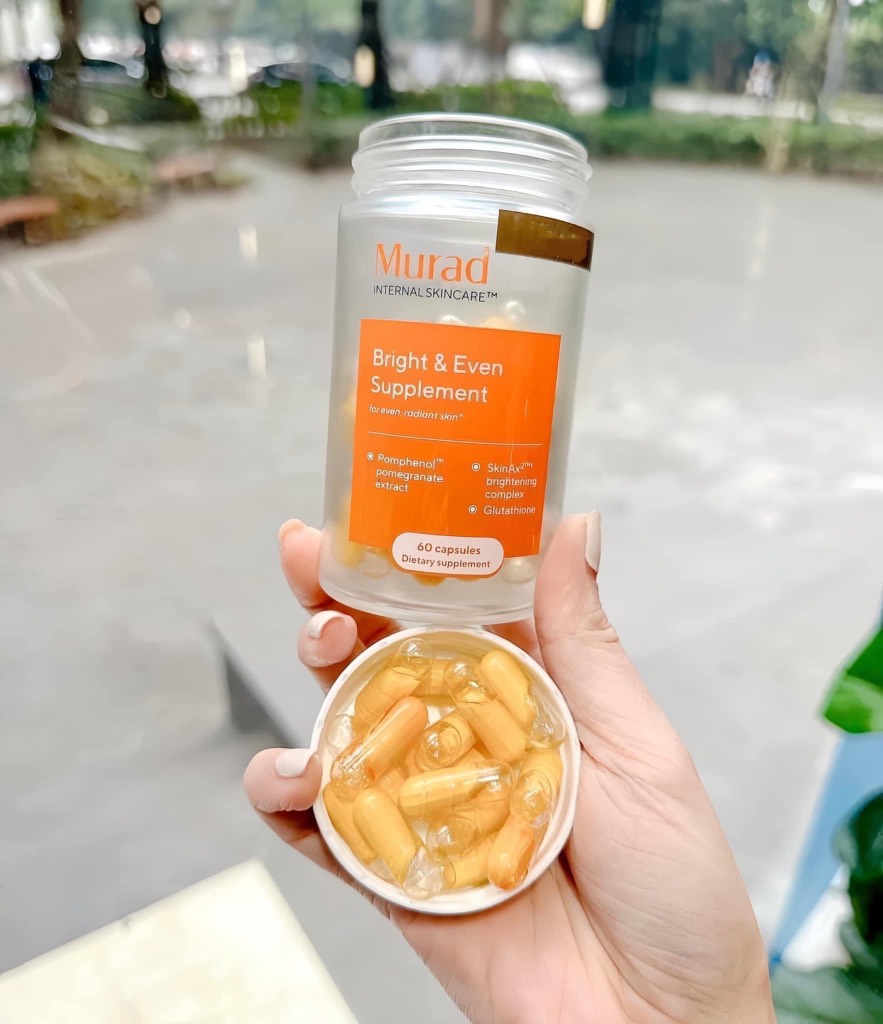 Murad
INTERNAL SKINCARE™
Bright & Even
Supplement
for even, radiant skin*
Pomphenol™
pomegranate
extract
SkinAx²™†
brightening
complex
Glutathione
60 capsules
Dietary supplement